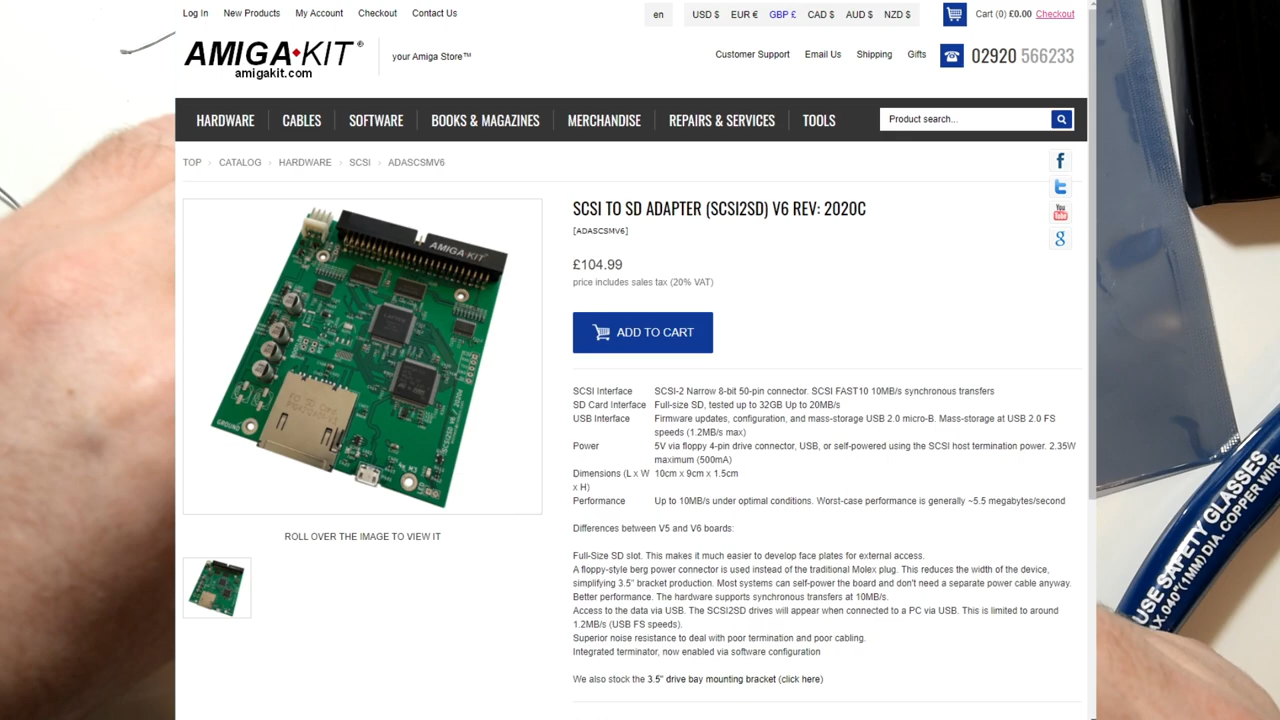 Log In New Products My Account Checkout Contact Us en USD $ EUR € GBP £ CAD $ AUD $ NZD $ Cart (0) £0.00 Checkout
AMIGA KIT®
amigakit.com
your Amiga Store™
Customer Support Email Us Shipping Gifts 02920 566233
HARDWARE CABLES SOFTWARE BOOKS & MAGAZINES MERCHANDISE REPAIRS & SERVICES TOOLS Product search...
TOP › CATALOG › HARDWARE › SCSI › ADASCSMV6
SCSI TO SD ADAPTER (SCSI2SD) V6 REV: 2020C
[ADASCSMV6]
£104.99
price includes sales tax (20% VAT)
ADD TO CART
AMIGA KIT
GROUND
ROLL OVER THE IMAGE TO VIEW IT
SCSI Interface SCSI-2 Narrow 8-bit 50-pin connector. SCSI FAST10 10MB/s synchronous transfers
SD Card Interface Full-size SD, tested up to 32GB Up to 20MB/s
USB Interface Firmware updates, configuration, and mass-storage USB 2.0 micro-B. Mass-storage at USB 2.0 FS
speeds (1.2MB/s max)
Power 5V via floppy 4-pin drive connector, USB, or self-powered using the SCSI host termination power. 2.35W
maximum (500mA)
Dimensions (L x W 10cm x 9cm x 1.5cm
x H)
Performance Up to 10MB/s under optimal conditions. Worst-case performance is generally ~5.5 megabytes/second
Differences between V5 and V6 boards:
Full-Size SD slot. This makes it much easier to develop face plates for external access.
A floppy-style berg power connector is used instead of the traditional Molex plug. This reduces the width of the device,
simplifying 3.5" bracket production. Most systems can self-power the board and don't need a separate power cable anyway.
Better performance. The hardware supports synchronous transfers at 10MB/s.
Access to the data via USB. The SCSI2SD drives will appear when connected to a PC via USB. This is limited to around
1.2MB/s (USB FS speeds).
Superior noise resistance to deal with poor termination and poor cabling.
Integrated terminator, now enabled via software configuration
We also stock the 3.5" drive bay mounting bracket (click here)
f
You
Tube
g
USE SAFETY GLASSES
AX.040"(1MM) DIA. COPPER WIRE